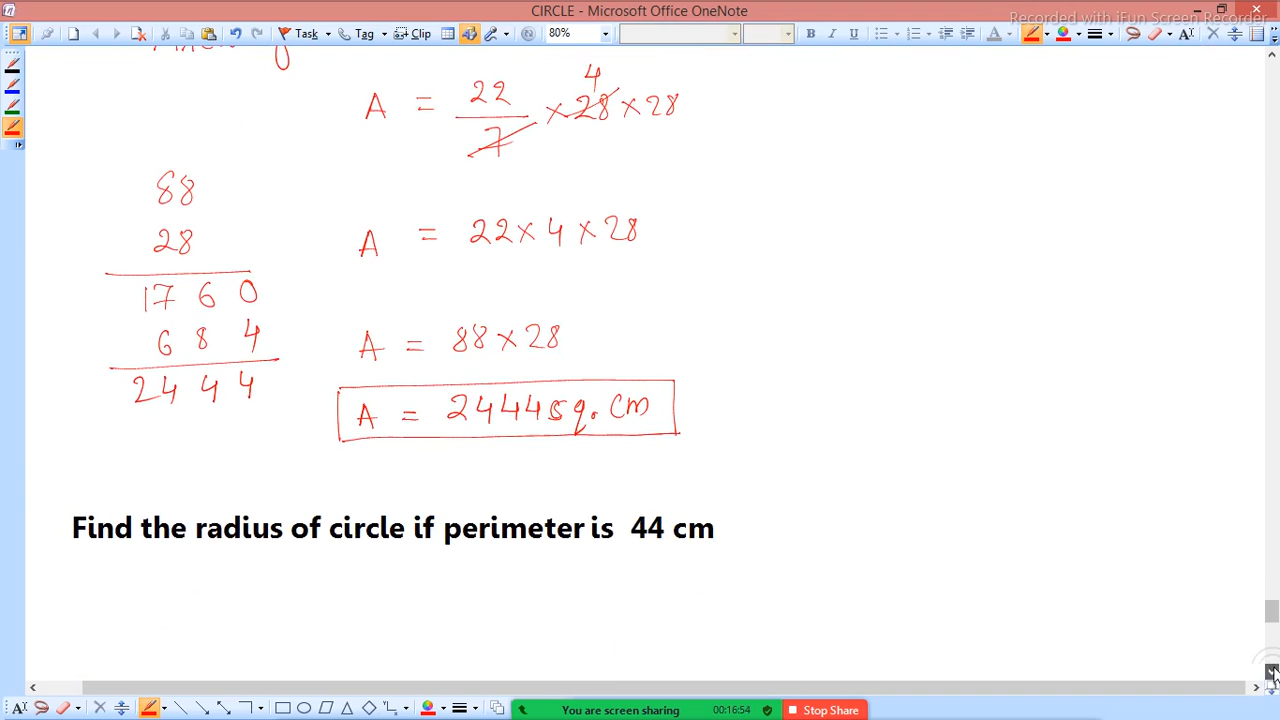 CIRCLE - Microsoft Office OneNote
Recorded with iFun Screen Recorder
Task Tag Clip 80% B I U
4
A = 22/7 × 28 × 28
88
28
1760
684
2444
A = 22 × 4 × 28
A = 88 × 28
A = 2444 sq. cm
Find the radius of circle if perimeter is 44 cm
You are screen sharing 00:16:54 Stop Share